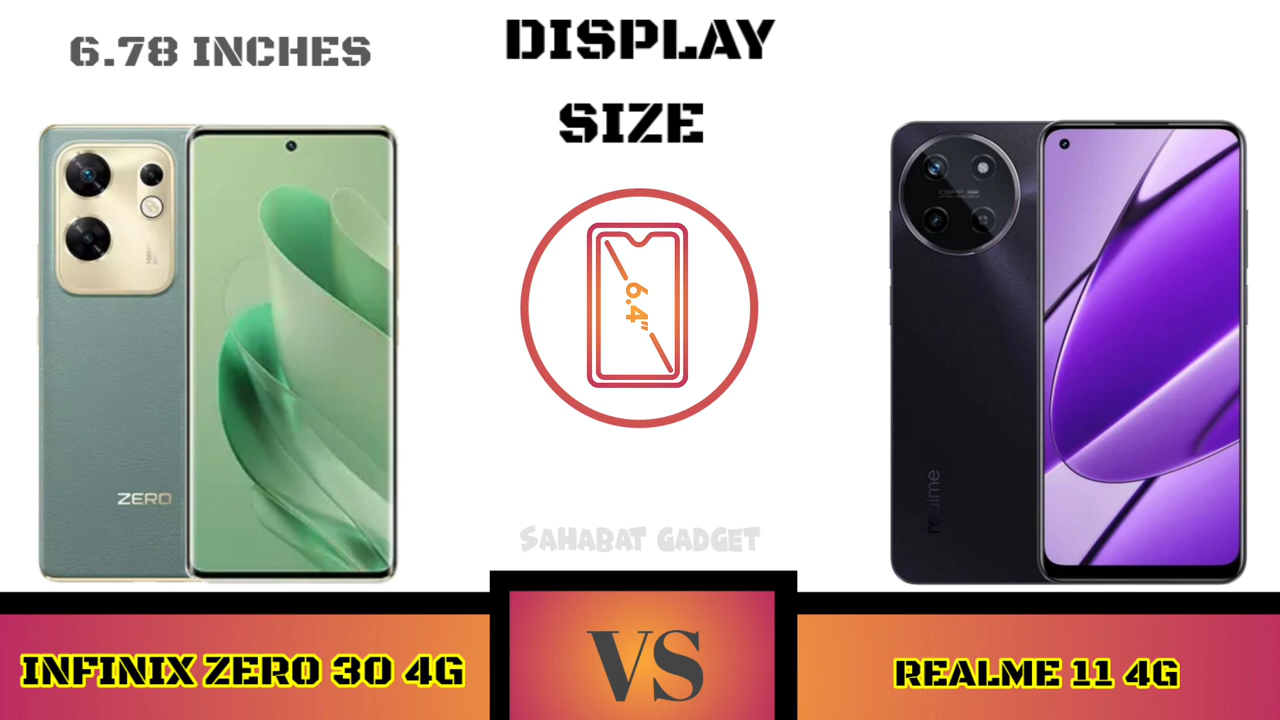 6.78 INCHES
DISPLAY
SIZE
6.4"
ZERO
realme
SAHABAT GADGET
INFINIX ZERO 30 4G
VS
REALME 11 4G